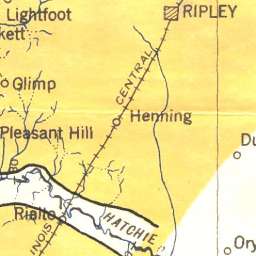 Lightfoot
RIPLEY
kett
Glimp
CENTRAL
Henning
Pleasant Hill
Du
Rialto
HATCHIE
INOIS
Ory